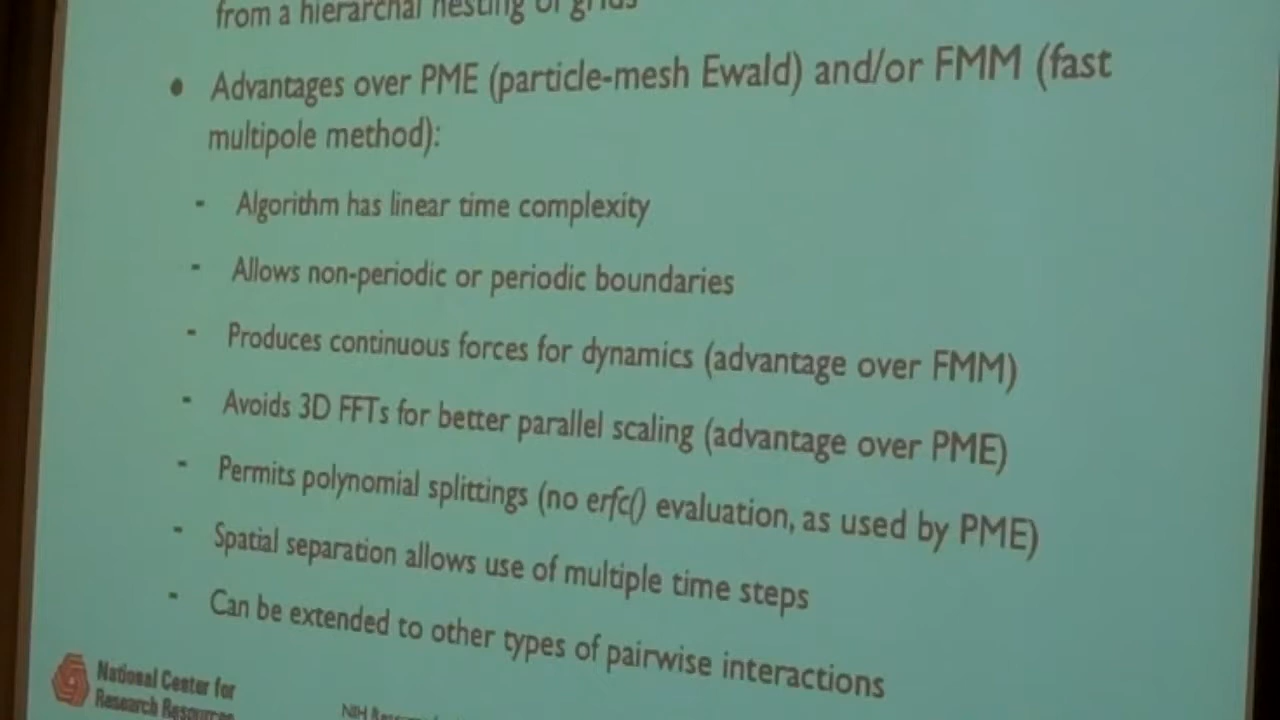 from a hierarchal nesting of grids
• Advantages over PME (particle-mesh Ewald) and/or FMM (fast
multipole method):
- Algorithm has linear time complexity
- Allows non-periodic or periodic boundaries
- Produces continuous forces for dynamics (advantage over FMM)
- Avoids 3D FFTs for better parallel scaling (advantage over PME)
- Permits polynomial splittings (no erfc() evaluation, as used by PME)
- Spatial separation allows use of multiple time steps
- Can be extended to other types of pairwise interactions
National Center for
Research Resources
NIH